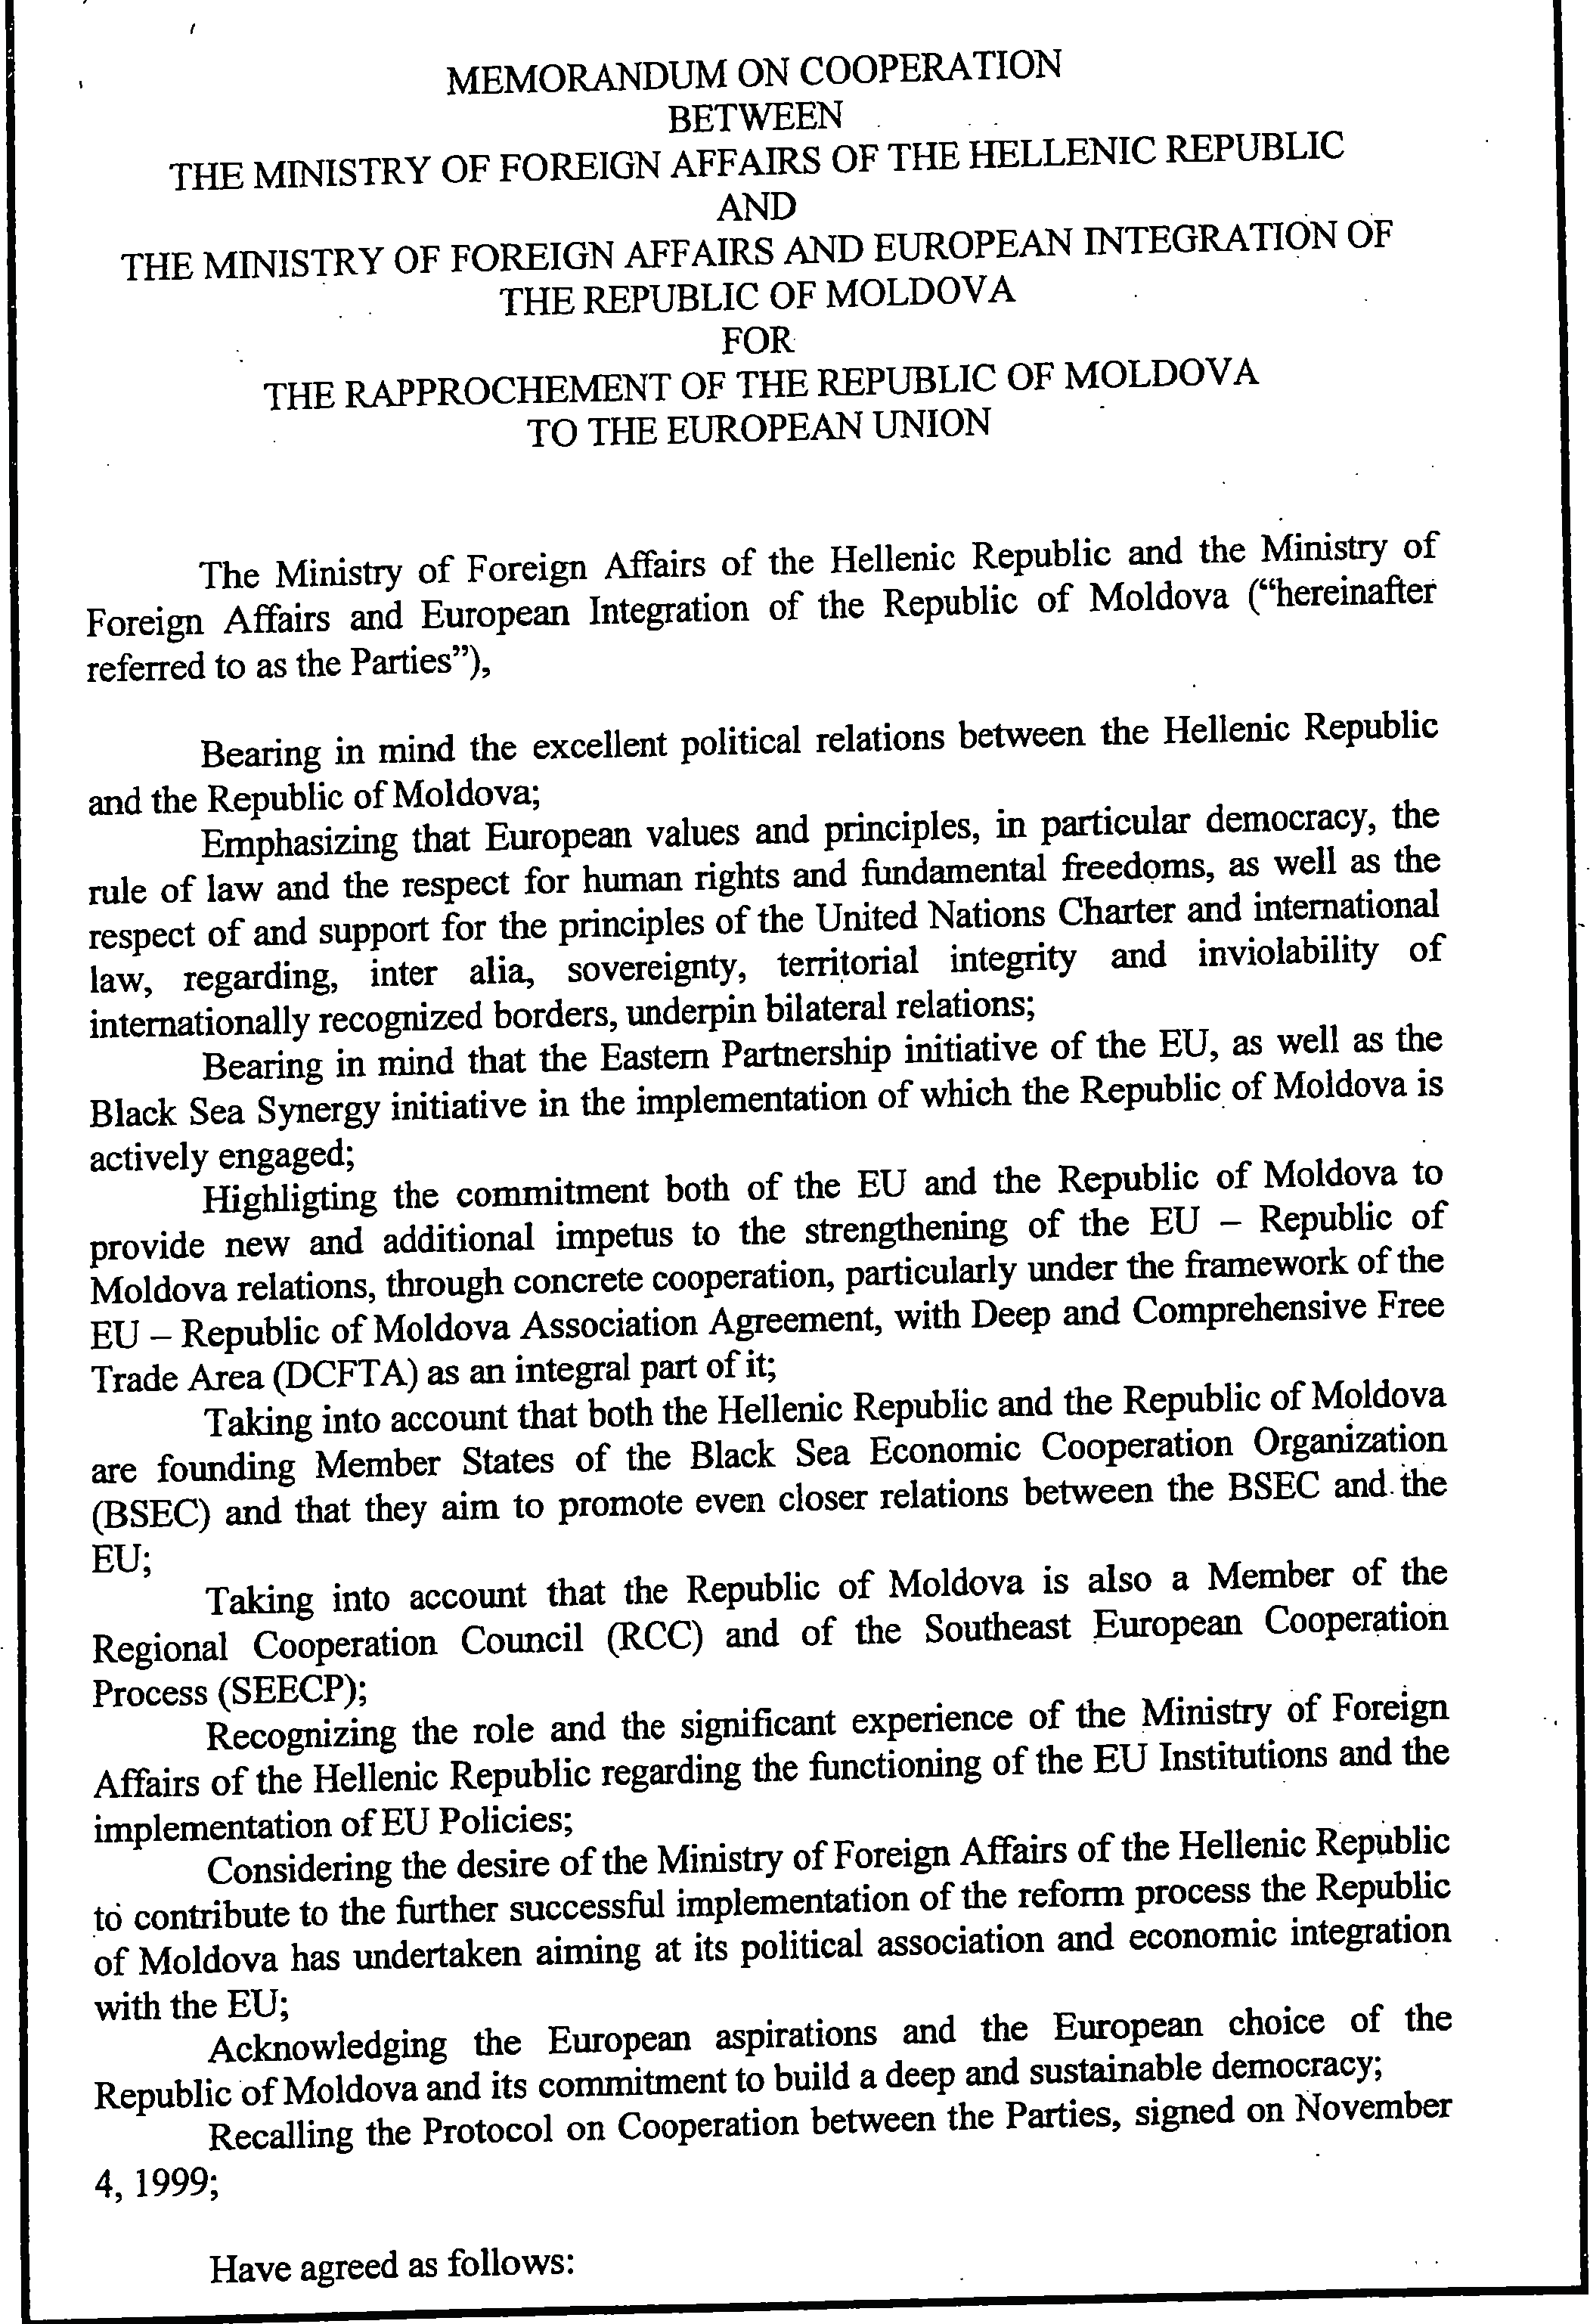 MEMORANDUM ON COOPERATION
BETWEEN
THE MINISTRY OF FOREIGN AFFAIRS OF THE HELLENIC REPUBLIC
AND
THE MINISTRY OF FOREIGN AFFAIRS AND EUROPEAN INTEGRATION OF
THE REPUBLIC OF MOLDOVA
FOR
THE RAPPROCHEMENT OF THE REPUBLIC OF MOLDOVA
TO THE EUROPEAN UNION
The Ministry of Foreign Affairs of the Hellenic Republic and the Ministry of
Foreign Affairs and European Integration of the Republic of Moldova (“hereinafter
referred to as the Parties”),
Bearing in mind the excellent political relations between the Hellenic Republic
and the Republic of Moldova;
Emphasizing that European values and principles, in particular democracy, the
rule of law and the respect for human rights and fundamental freedoms, as well as the
respect of and support for the principles of the United Nations Charter and international
law, regarding, inter alia, sovereignty, territorial integrity and inviolability of
internationally recognized borders, underpin bilateral relations;
Bearing in mind that the Eastern Partnership initiative of the EU, as well as the
Black Sea Synergy initiative in the implementation of which the Republic of Moldova is
actively engaged;
Highligting the commitment both of the EU and the Republic of Moldova to
provide new and additional impetus to the strengthening of the EU – Republic of
Moldova relations, through concrete cooperation, particularly under the framework of the
EU – Republic of Moldova Association Agreement, with Deep and Comprehensive Free
Trade Area (DCFTA) as an integral part of it;
Taking into account that both the Hellenic Republic and the Republic of Moldova
are founding Member States of the Black Sea Economic Cooperation Organization
(BSEC) and that they aim to promote even closer relations between the BSEC and the
EU;
Taking into account that the Republic of Moldova is also a Member of the
Regional Cooperation Council (RCC) and of the Southeast European Cooperation
Process (SEECP);
Recognizing the role and the significant experience of the Ministry of Foreign
Affairs of the Hellenic Republic regarding the functioning of the EU Institutions and the
implementation of EU Policies;
Considering the desire of the Ministry of Foreign Affairs of the Hellenic Republic
to contribute to the further successful implementation of the reform process the Republic
of Moldova has undertaken aiming at its political association and economic integration
with the EU;
Acknowledging the European aspirations and the European choice of the
Republic of Moldova and its commitment to build a deep and sustainable democracy;
Recalling the Protocol on Cooperation between the Parties, signed on November
4, 1999;
Have agreed as follows: